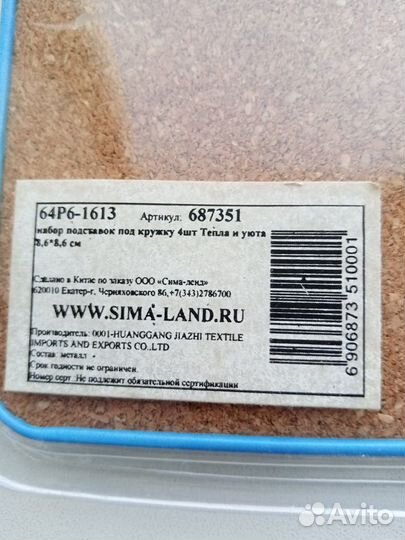 64Р6-1613 Артикул: 687351
набор подставок под кружку 4шт Тепла и уюта
8,6*8,6 см
Сделано в Китае по заказу ООО «Сима-ленд»
620010 Екатер-г, Черняховского 86,+7(343)2786700
WWW.SIMA-LAND.RU
Производитель: 0001-HUANGGANG JIAZHI TEXTILE
IMPORTS AND EXPORTS CO.,LTD
Состав: металл
Срок годности не ограничен.
Номер серт: Не подлежит обязательной сертификации
6 906873 510001
Avito